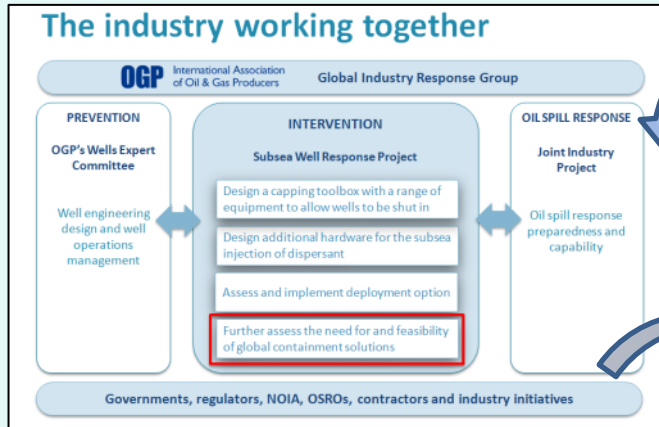 The industry working together
OGP International Association
of Oil & Gas Producers
Global Industry Response Group
PREVENTION
OGP's Wells Expert
Committee
Well engineering
design and well
operations
management
INTERVENTION
Subsea Well Response Project
Design a capping toolbox with a range of
equipment to allow wells to be shut in
Design additional hardware for the subsea
injection of dispersant
Assess and implement deployment option
Further assess the need for and feasibility
of global containment solutions
OIL SPILL RESPONSE
Joint Industry
Project
Oil spill response
preparedness and
capability
Governments, regulators, NOIA, OSROs, contractors and industry initiatives